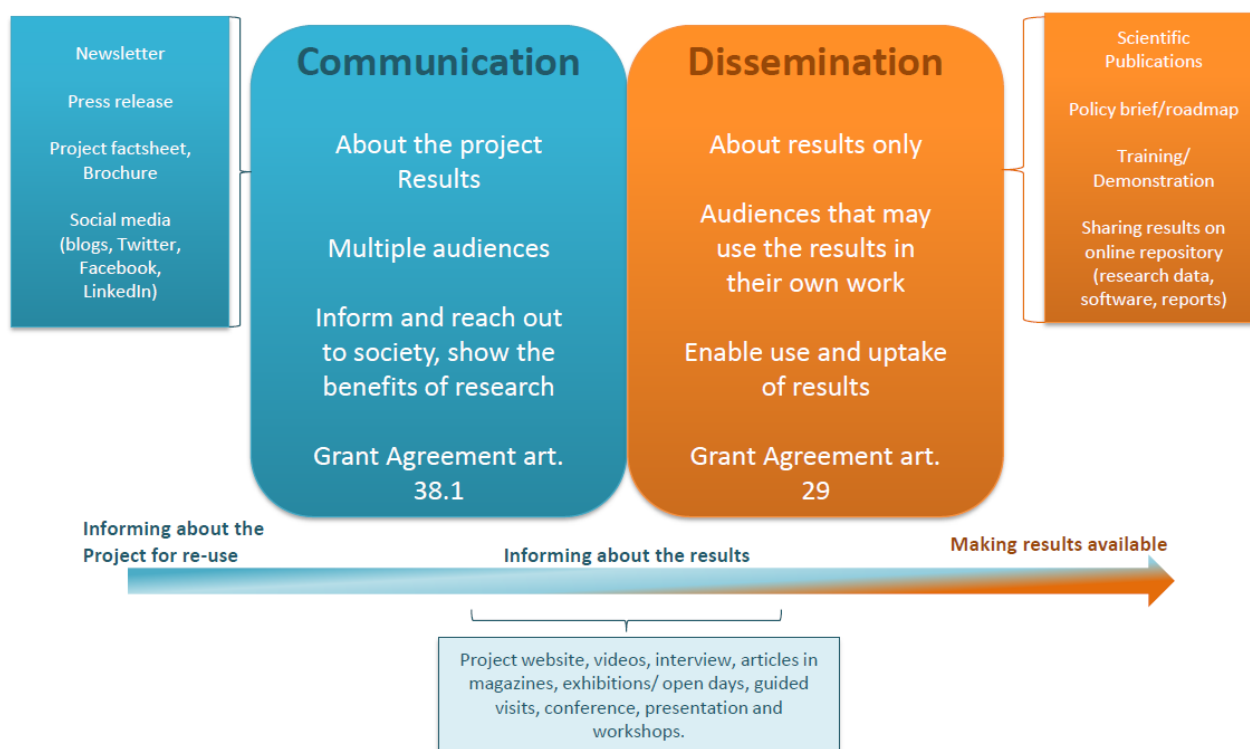 Newsletter
Press release
Project factsheet,
Brochure
Social media
(blogs, Twitter,
Facebook,
LinkedIn)
Communication
About the project
Results
Multiple audiences
Inform and reach out
to society, show the
benefits of research
Grant Agreement art.
38.1
Dissemination
About results only
Audiences that may
use the results in
their own work
Enable use and uptake
of results
Grant Agreement art.
29
Scientific
Publications
Policy brief/roadmap
Training/
Demonstration
Sharing results on
online repository
(research data,
software, reports)
Informing about the
Project for re-use
Informing about the results
Making results available
Project website, videos, interview, articles in
magazines, exhibitions/ open days, guided
visits, conference, presentation and
workshops.